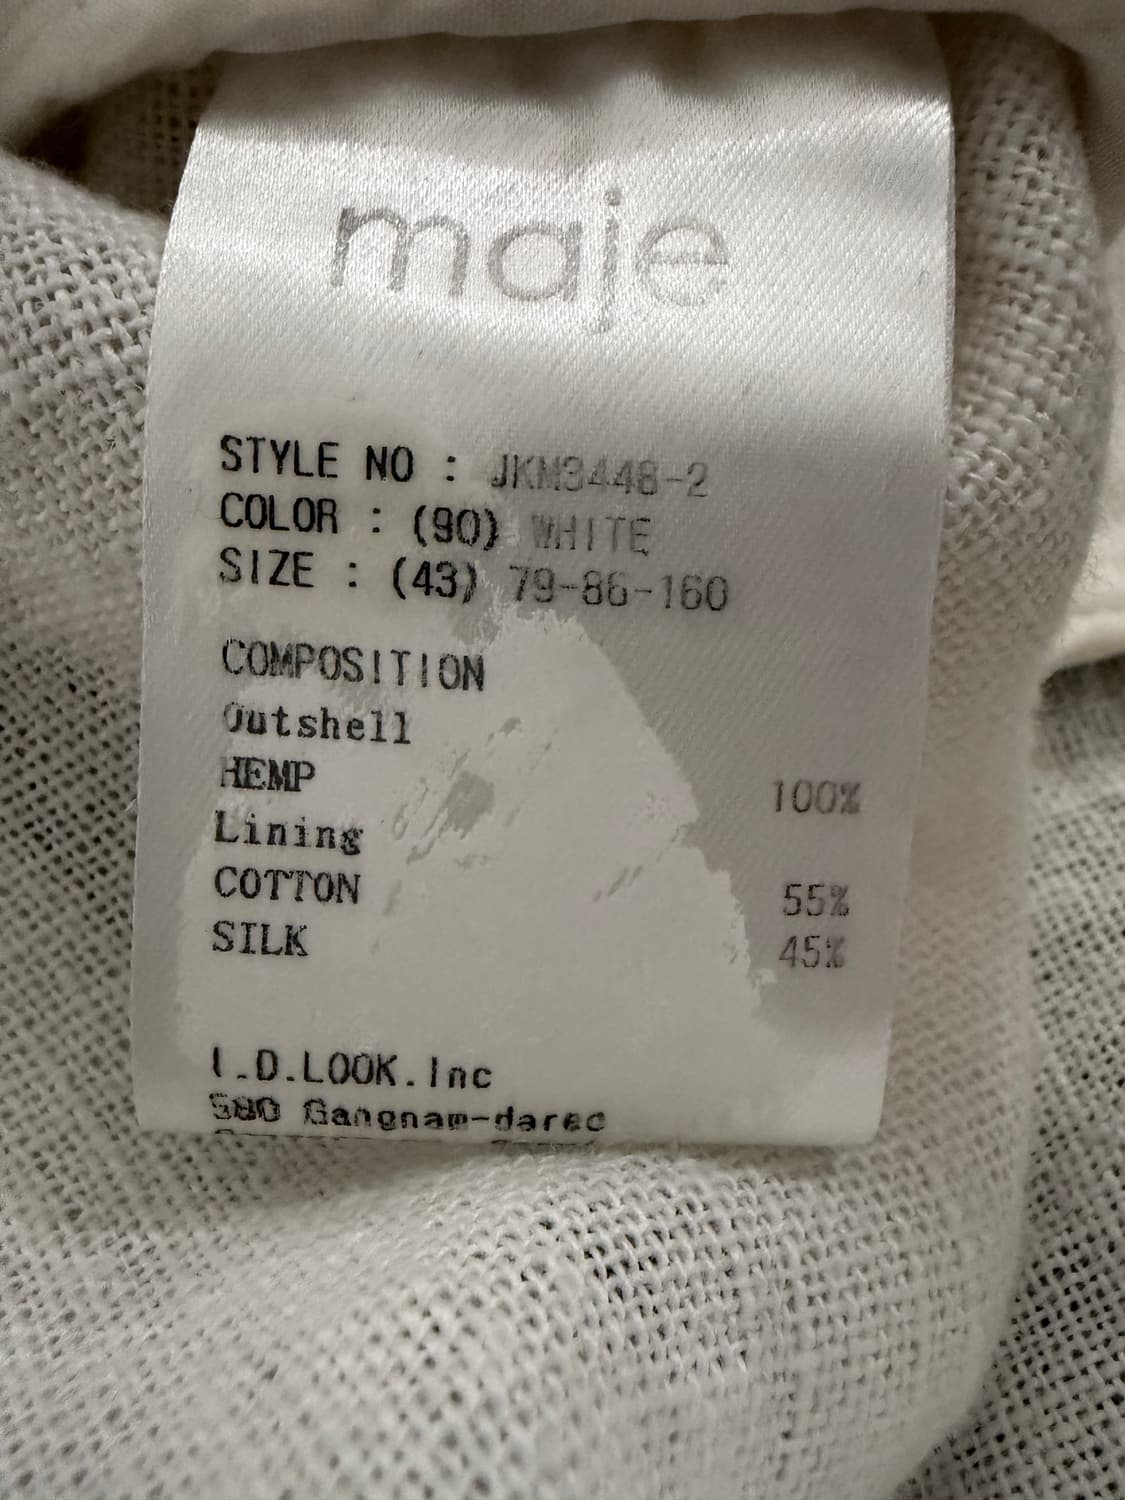 maje
STYLE NO : JKM3448-2
COLOR : (90) WHITE
SIZE : (43) 79-86-160
COMPOSITION
Outshell
HEMP 100%
Lining
COTTON 55%
SILK 45%
I.D.LOOK.Inc
580 Gangnam-daero